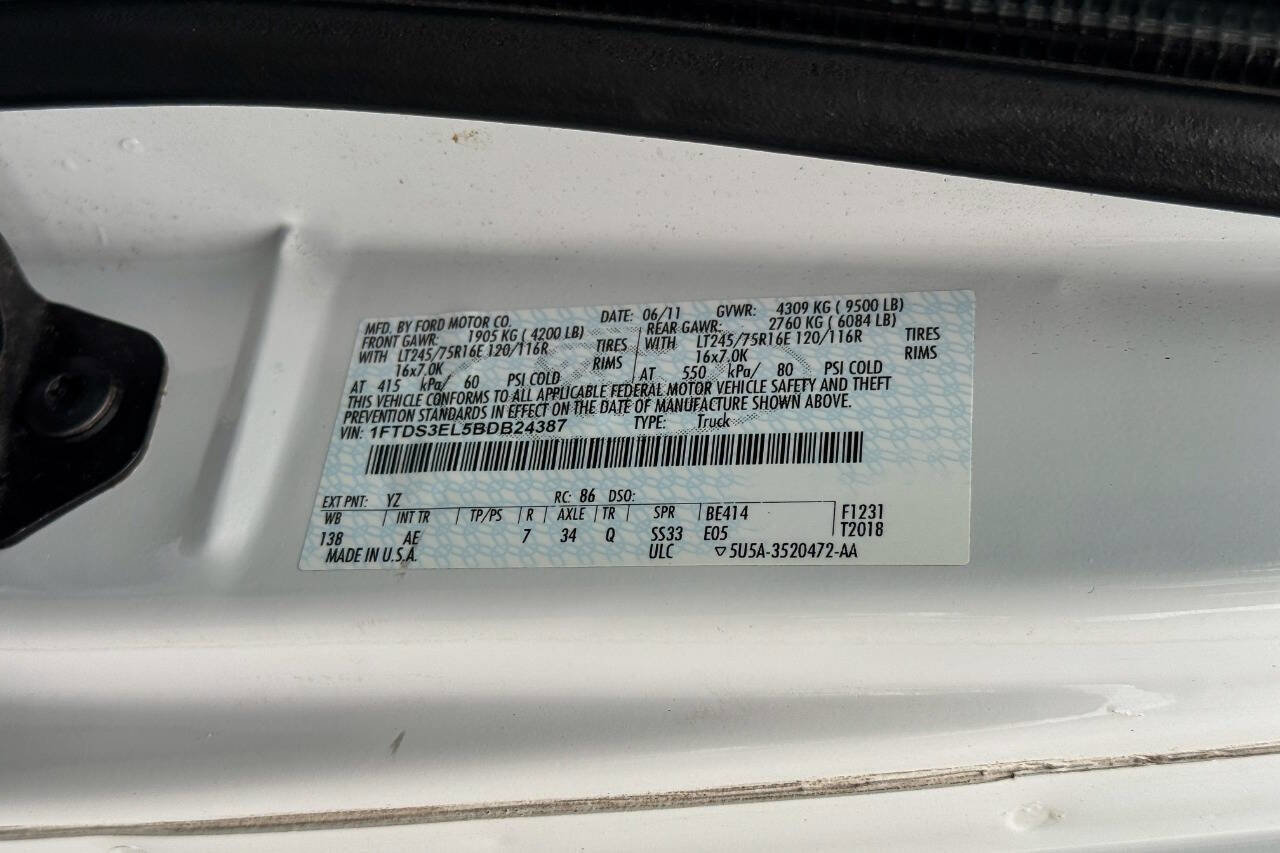 MFD. BY FORD MOTOR CO. DATE: 06/11 GVWR: 4309 KG ( 9500 LB)
FRONT GAWR: 1905 KG ( 4200 LB) REAR GAWR: 2760 KG ( 6084 LB)
WITH LT245/75R16E 120/116R TIRES WITH LT245/75R16E 120/116R TIRES
16x7.0K RIMS 16x7.0K RIMS
AT 415 kPa/ 60 PSI COLD AT 550 kPa/ 80 PSI COLD
THIS VEHICLE CONFORMS TO ALL APPLICABLE FEDERAL MOTOR VEHICLE SAFETY AND THEFT
PREVENTION STANDARDS IN EFFECT ON THE DATE OF MANUFACTURE SHOWN ABOVE.
VIN: 1FTDS3EL5BDB24387 TYPE: Truck
EXT PNT: YZ RC: 86 DSO:
WB INT TR TP/PS R AXLE TR SPR BE414 F1231
138 AE 7 34 Q SS33 E05 T2018
MADE IN U.S.A. ULC ▽5U5A-3520472-AA